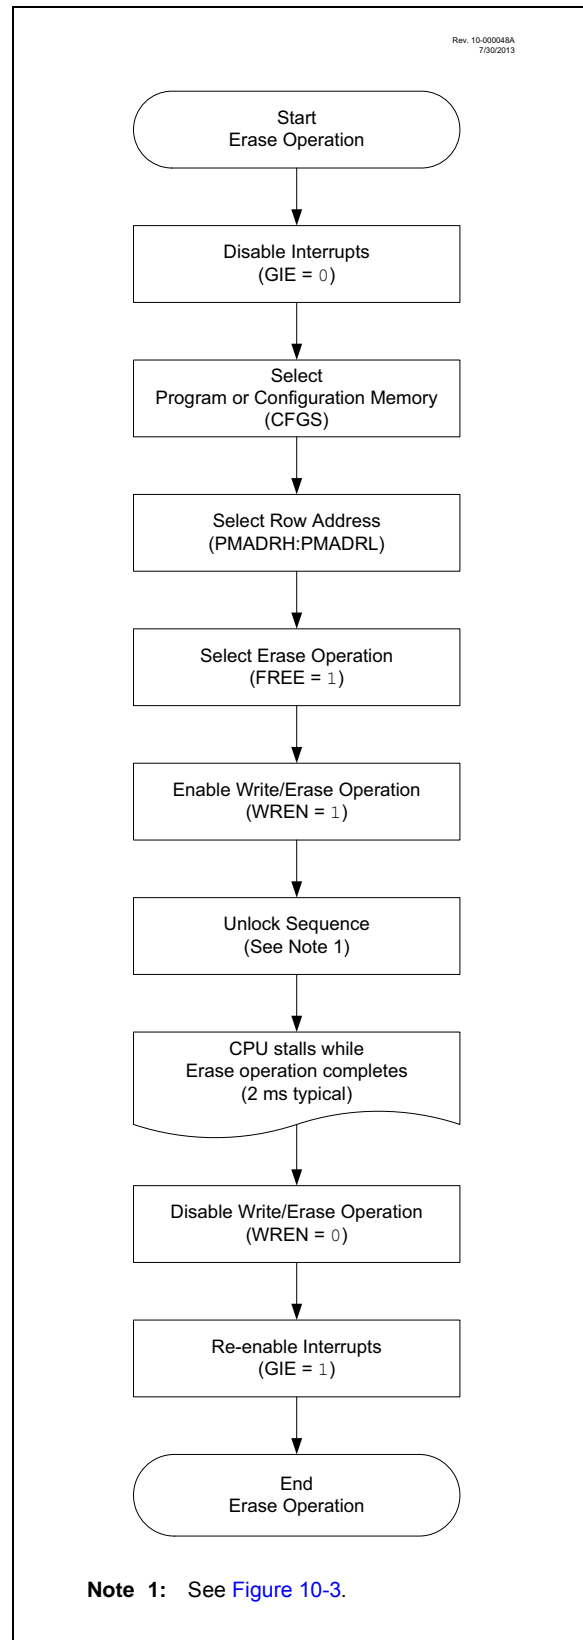 Rev. 10-000048A
7/30/2013
Start
Erase Operation
Disable Interrupts
(GIE = 0)
Select
Program or Configuration Memory
(CFGS)
Select Row Address
(PMADRH:PMADRL)
Select Erase Operation
(FREE = 1)
Enable Write/Erase Operation
(WREN = 1)
Unlock Sequence
(See Note 1)
CPU stalls while
Erase operation completes
(2 ms typical)
Disable Write/Erase Operation
(WREN = 0)
Re-enable Interrupts
(GIE = 1)
End
Erase Operation
Note 1: See Figure 10-3.